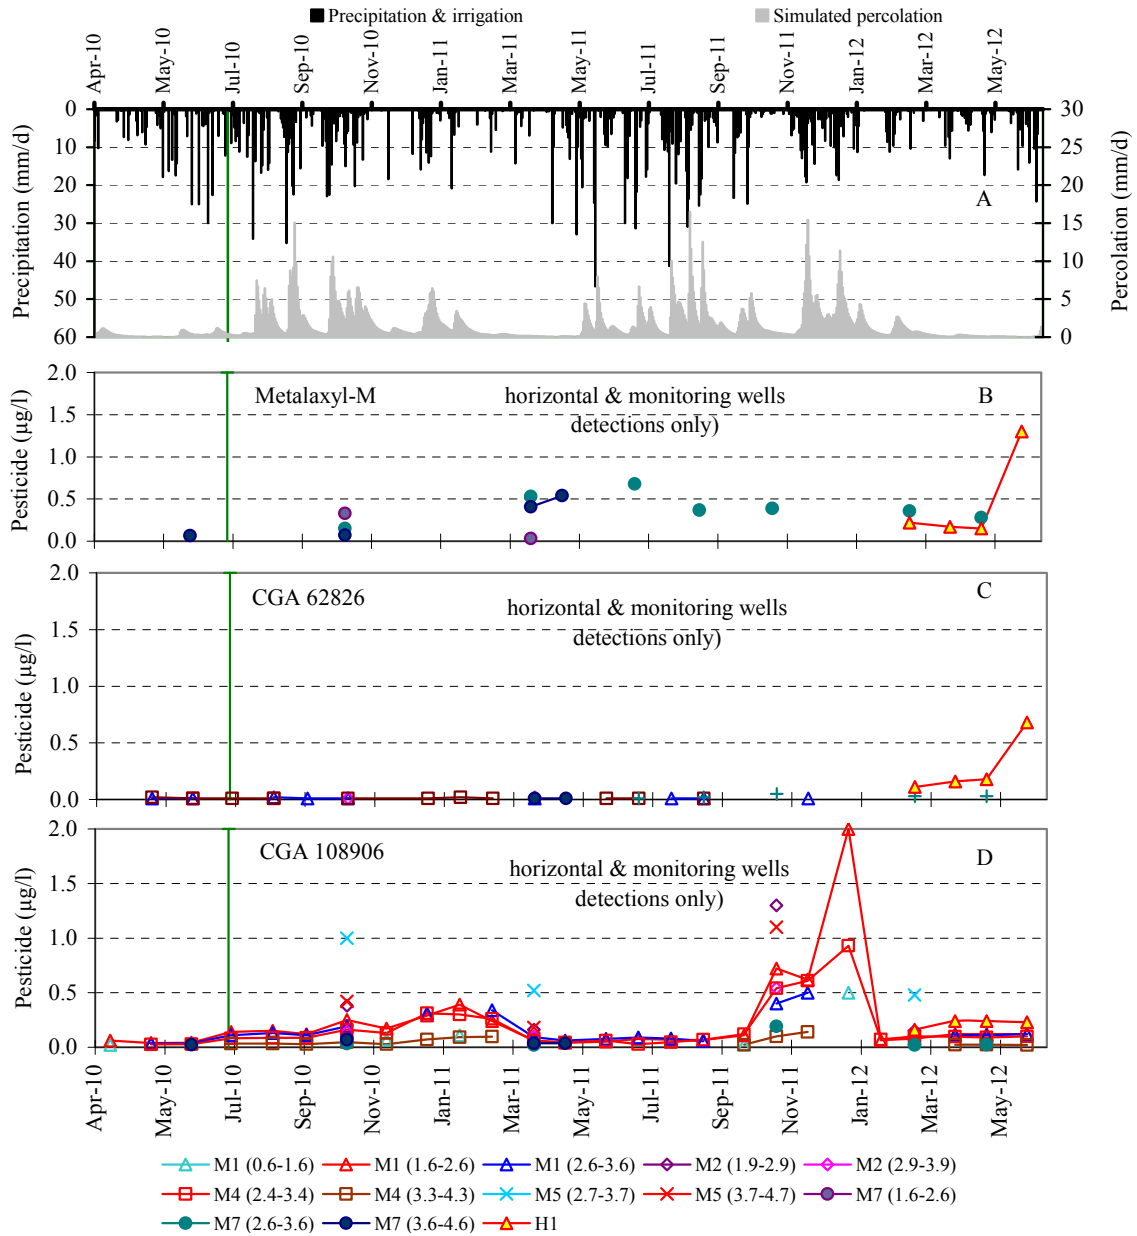 Precipitation & irrigation
Simulated percolation
Apr-10 May-10 Jul-10 Sep-10 Nov-10 Jan-11 Mar-11 May-11 Jul-11 Sep-11 Nov-11 Jan-12 Mar-12 May-12
Precipitation (mm/d)
0
10
20
30
40
50
60
A
30
25
20
15
10
5
0
Percolation (mm/d)
Pesticide (µg/l)
2.0
1.5
1.0
0.5
0.0
Metalaxyl-M
horizontal & monitoring wells
detections only)
B
Pesticide (µg/l)
2.0
1.5
1.0
0.5
0.0
CGA 62826
horizontal & monitoring wells
detections only)
C
Pesticide (µg/l)
2.0
1.5
1.0
0.5
0.0
CGA 108906
horizontal & monitoring wells
detections only)
D
Apr-10 May-10 Jul-10 Sep-10 Nov-10 Jan-11 Mar-11 May-11 Jul-11 Sep-11 Nov-11 Jan-12 Mar-12 May-12
M1 (0.6-1.6) M1 (1.6-2.6) M1 (2.6-3.6) M2 (1.9-2.9) M2 (2.9-3.9)
M4 (2.4-3.4) M4 (3.3-4.3) M5 (2.7-3.7) M5 (3.7-4.7) M7 (1.6-2.6)
M7 (2.6-3.6) M7 (3.6-4.6) H1